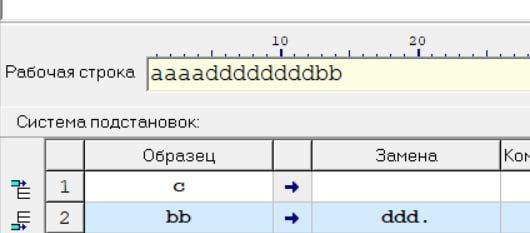 10 20
Рабочая строка aaaaddddddddbb
Система подстановок:
Образец Замена Ком
1 c →
2 bb → ddd.